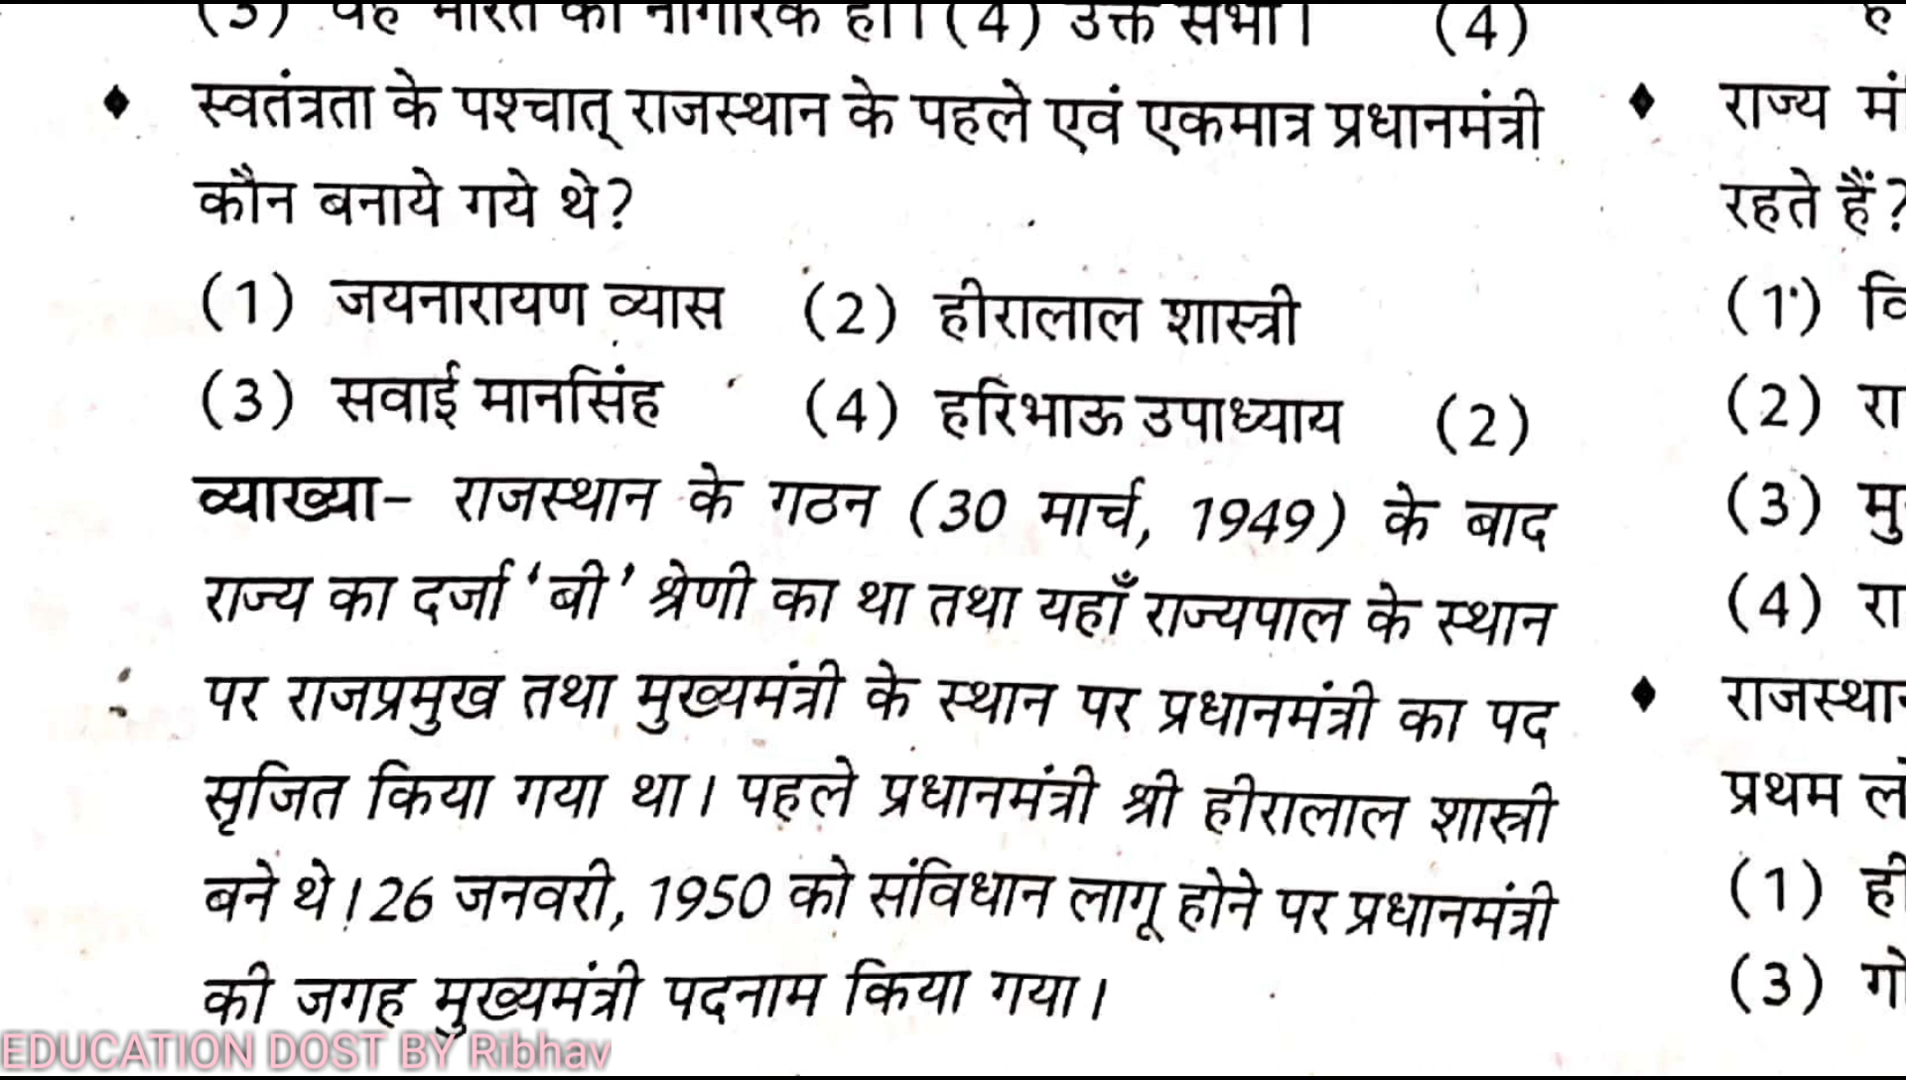 (3) यह भारत का नागरिक हो। (4) उक्त सभी। (4)
♦ स्वतंत्रता के पश्चात् राजस्थान के पहले एवं एकमात्र प्रधानमंत्री
कौन बनाये गये थे?
(1) जयनारायण व्यास (2) हीरालाल शास्त्री
(3) सवाई मानसिंह (4) हरिभाऊ उपाध्याय (2)
व्याख्या– राजस्थान के गठन (30 मार्च, 1949) के बाद
राज्य का दर्जा ‘बी’ श्रेणी का था तथा यहाँ राज्यपाल के स्थान
पर राजप्रमुख तथा मुख्यमंत्री के स्थान पर प्रधानमंत्री का पद
सृजित किया गया था। पहले प्रधानमंत्री श्री हीरालाल शास्त्री
बने थे। 26 जनवरी, 1950 को संविधान लागू होने पर प्रधानमंत्री
की जगह मुख्यमंत्री पदनाम किया गया।
♦ राज्य
रहते हैं?
(1)
(2)
(3)
(4)
♦
प्रथम
(1)
(3)
EDUCATION DOST BY Ribhav